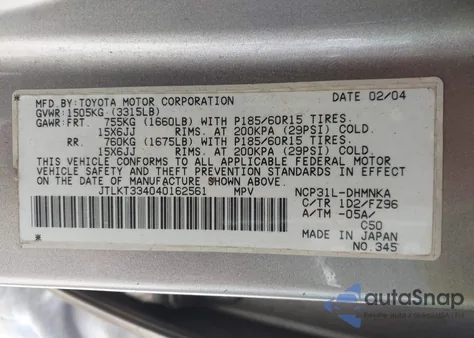 MFD.BY:TOYOTA MOTOR CORPORATION DATE 02/04
GVWR:1505KG (3315LB)
GAWR:FRT. 755KG (1660LB) WITH P185/60R15 TIRES.
15X6JJ RIMS. AT 200KPA (29PSI) COLD.
RR. 760KG (1675LB) WITH P185/60R15 TIRES.
15X6JJ RIMS. AT 200KPA (29PSI) COLD.
THIS VEHICLE CONFORMS TO ALL APPLICABLE FEDERAL MOTOR VEHICLE
SAFETY AND THEFT PREVENTION STANDARDS IN EFFECT
ON THE DATE OF MANUFACTURE SHOWN ABOVE.
JTLKT334040162561 MPV NCP31L-DHMNKA
C/TR 1D2/FZ96
A/TM -05A/
C50
MADE IN JAPAN
NO.345
autoSnap